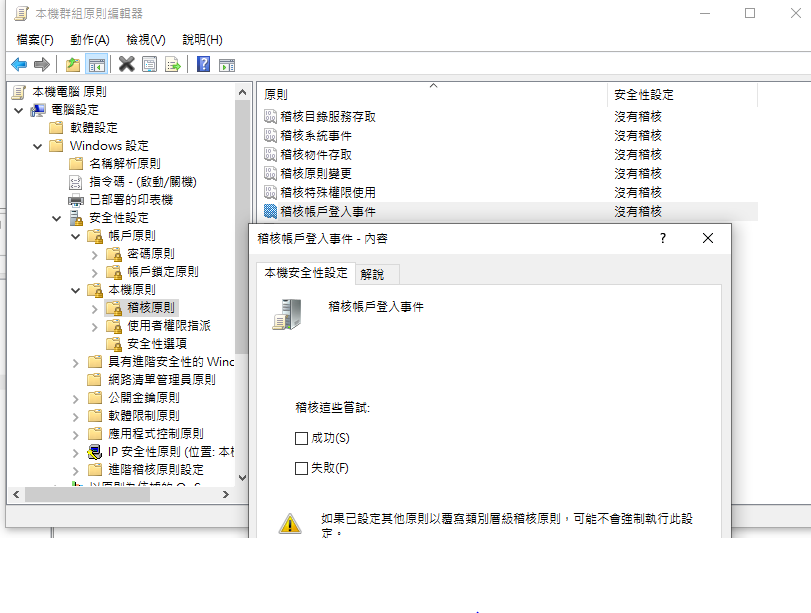 本機群組原則編輯器
檔案(F) 動作(A) 檢視(V) 說明(H)
本機電腦 原則
電腦設定
軟體設定
Windows 設定
名稱解析原則
指令碼 - (啟動/關機)
已部署的印表機
安全性設定
帳戶原則
密碼原則
帳戶鎖定原則
本機原則
稽核原則
使用者權限指派
安全性選項
具有進階安全性的 Winc
網路清單管理員原則
公開金鑰原則
軟體限制原則
應用程式控制原則
IP 安全性原則 (位置: 本機
進階稽核原則設定
原則 安全性設定
稽核目錄服務存取 沒有稽核
稽核系統事件 沒有稽核
稽核物件存取 沒有稽核
稽核原則變更 沒有稽核
稽核特殊權限使用 沒有稽核
稽核帳戶登入事件 沒有稽核
稽核帳戶登入事件 - 內容
本機安全性設定 解說
稽核帳戶登入事件
稽核這些嘗試:
成功(S)
失敗(F)
如果已設定其他原則以覆寫類別層級稽核原則，可能不會強制執行此設
定。